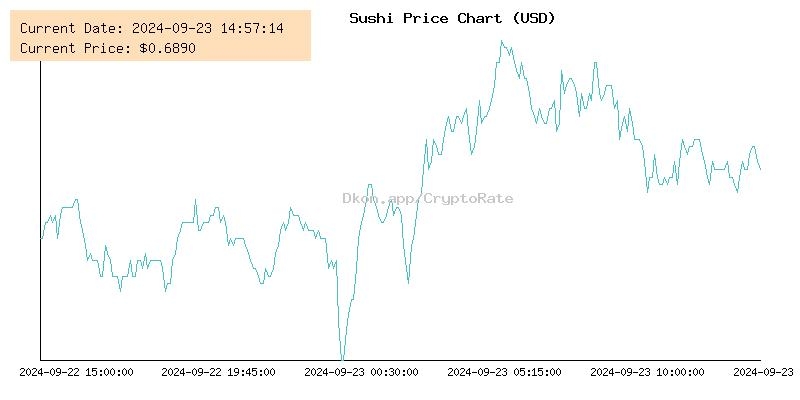 Sushi Price Chart (USD)
Current Date: 2024-09-23 14:57:14
Current Price: $0.6890
Dkon.app/CryptoRate
2024-09-22 15:00:00 2024-09-22 19:45:00 2024-09-23 00:30:00 2024-09-23 05:15:00 2024-09-23 10:00:00 2024-09-23